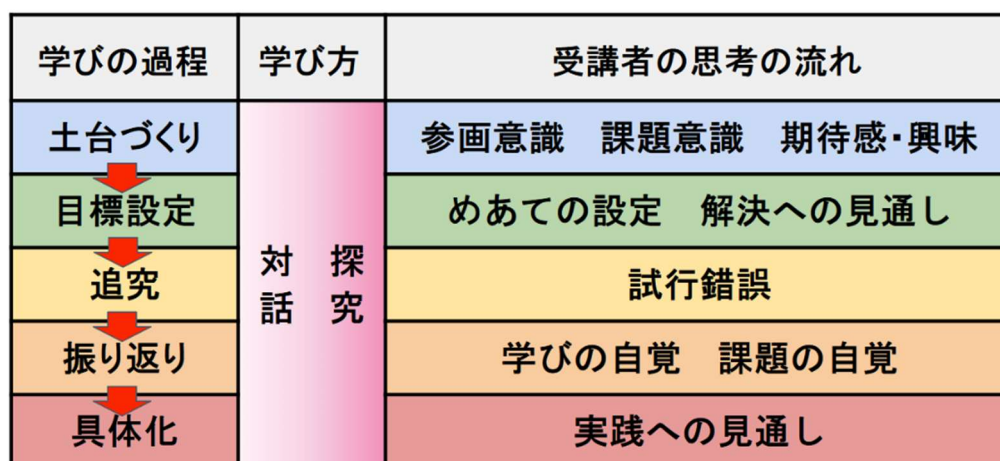 学びの過程 学び方 受講者の思考の流れ
土台づくり 参画意識 課題意識 期待感・興味
目標設定 めあての設定 解決への見通し
対話 探究
追究 試行錯誤
振り返り 学びの自覚 課題の自覚
具体化 実践への見通し